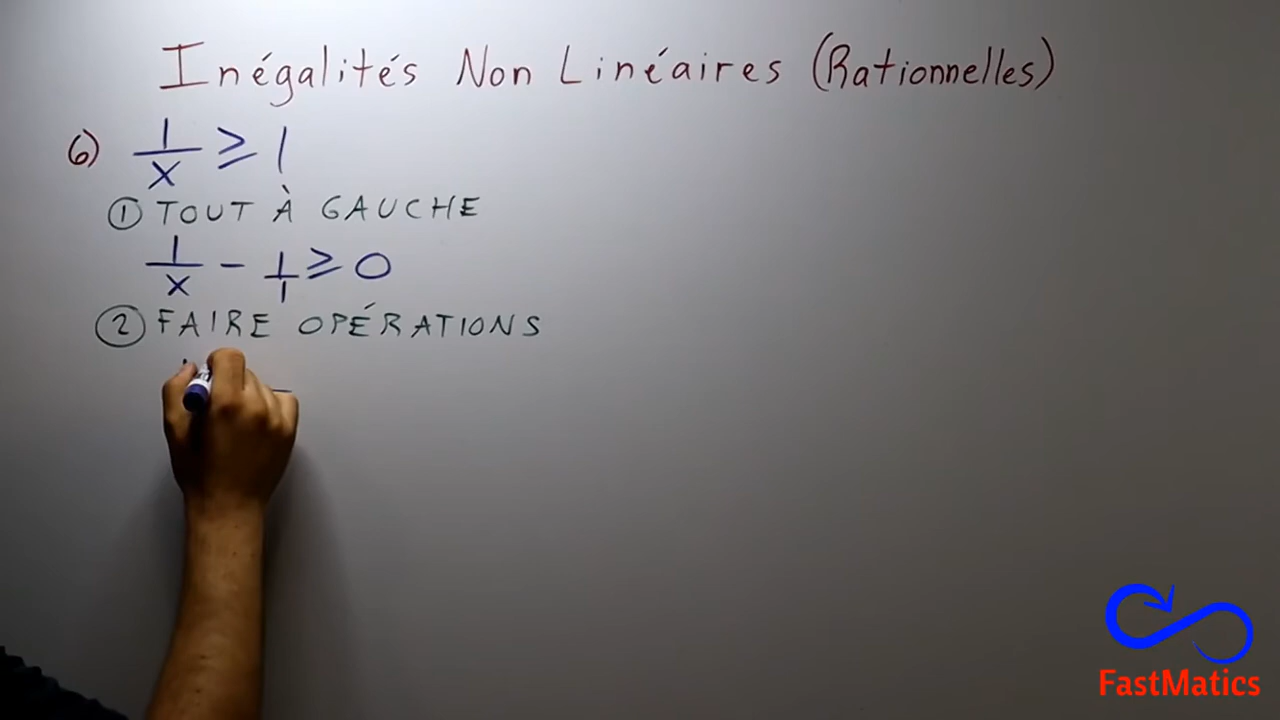 Inégalités Non Linéaires (Rationnelles)
6) 1/x ≥ 1
① TOUT À GAUCHE
1/x - 1/1 ≥ 0
② FAIRE OPÉRATIONS
FastMatics